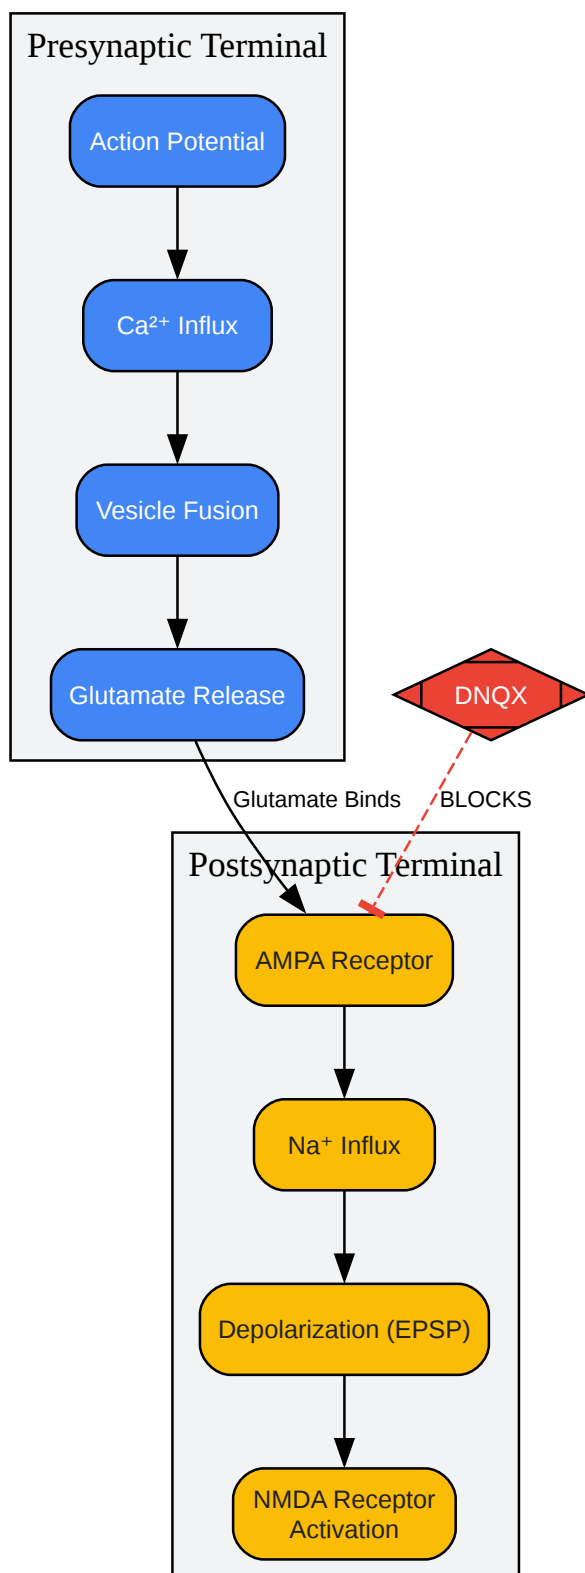 Presynaptic Terminal
Action Potential
Ca²⁺ Influx
Vesicle Fusion
Glutamate Release
DNQX
Glutamate Binds
BLOCKS
Postsynaptic Terminal
AMPA Receptor
Na⁺ Influx
Depolarization (EPSP)
NMDA Receptor
Activation